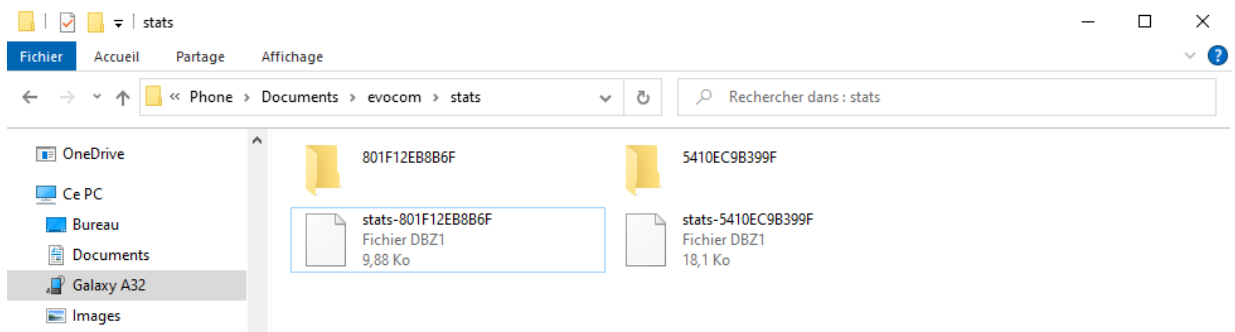 stats
Fichier Accueil Partage Affichage
« Phone > Documents > evocom > stats
Rechercher dans : stats
OneDrive
Ce PC
Bureau
Documents
Galaxy A32
Images
801F12EB8B6F
5410EC9B399F
stats-801F12EB8B6F
Fichier DBZ1
9,88 Ko
stats-5410EC9B399F
Fichier DBZ1
18,1 Ko